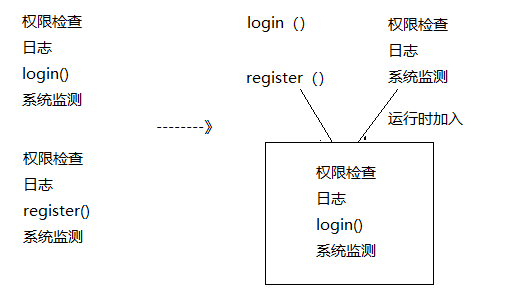 权限检查
日志
login()
系统监测
权限检查
日志
register()
系统监测
--------》
login（）
register（）
权限检查
日志
系统监测
运行时加入
权限检查
日志
login()
系统监测